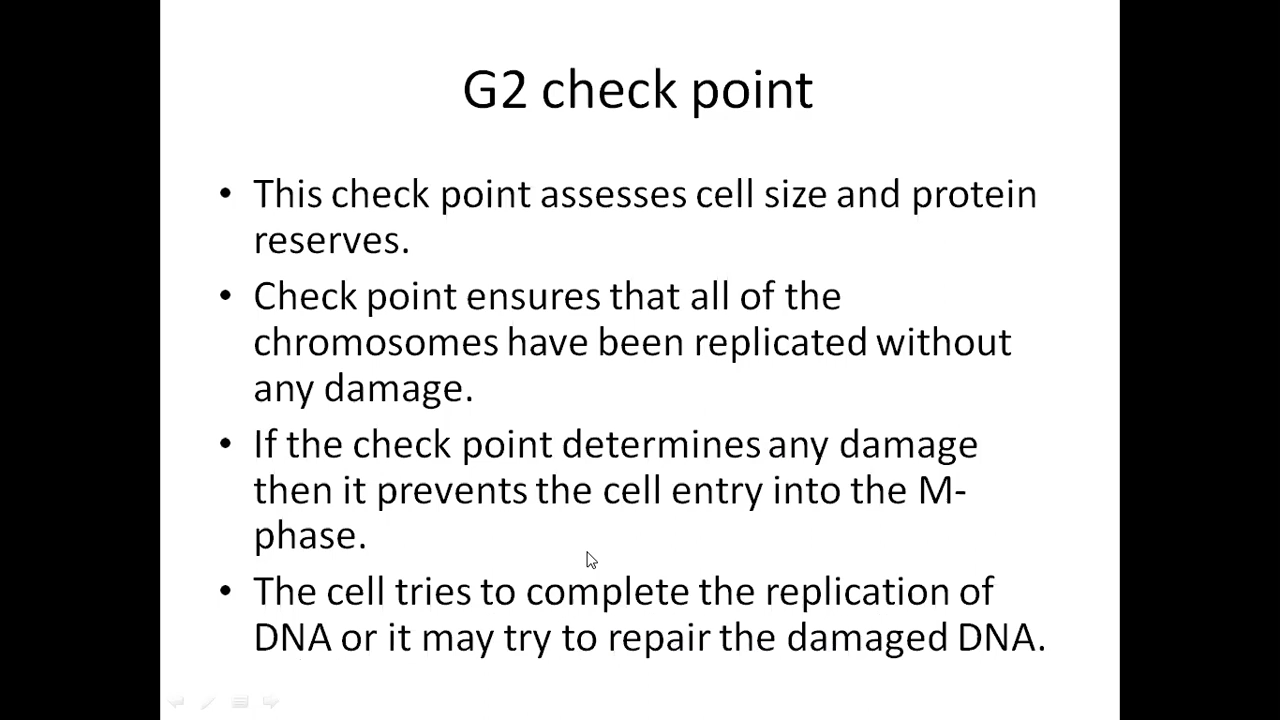 G2 check point
• This check point assesses cell size and protein
reserves.
• Check point ensures that all of the
chromosomes have been replicated without
any damage.
• If the check point determines any damage
then it prevents the cell entry into the M-
phase.
• The cell tries to complete the replication of
DNA or it may try to repair the damaged DNA.